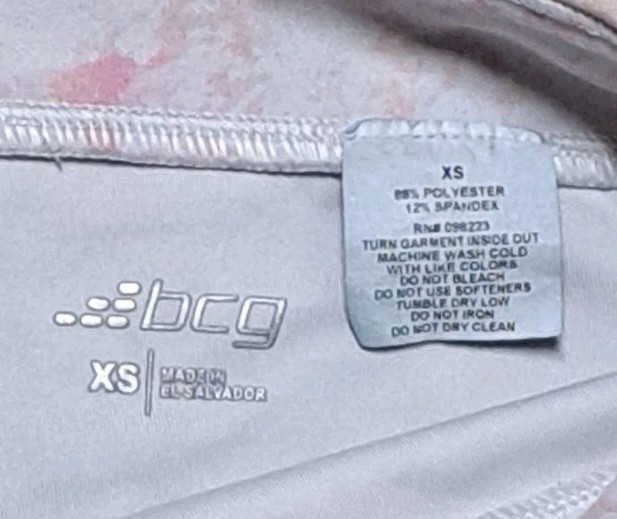 XS
88% POLYESTER
12% SPANDEX
RN# 098223
TURN GARMENT INSIDE OUT
MACHINE WASH COLD
WITH LIKE COLORS
DO NOT BLEACH
DO NOT USE SOFTENERS
TUMBLE DRY LOW
DO NOT IRON
DO NOT DRY CLEAN
bcg
XS
MADE IN
EL SALVADOR